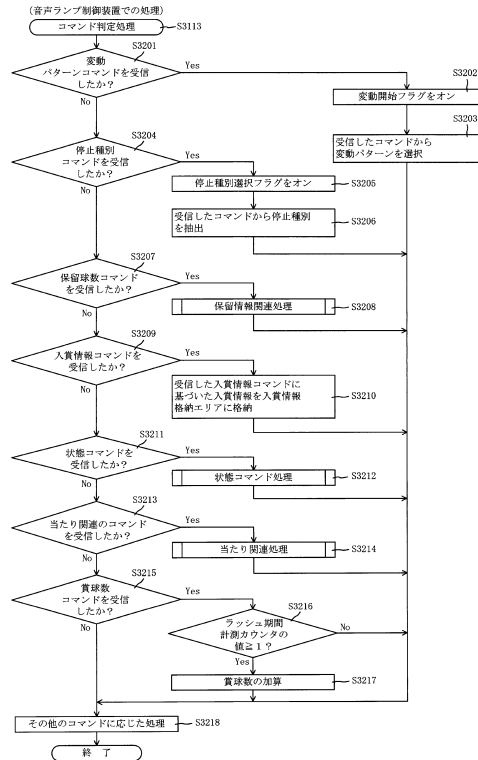 (音声ランプ制御装置での処理)
コマンド判定処理
S3113
S3201
変動
パターンコマンドを受信
したか？
Yes
No
S3202
変動開始フラグをオン
S3203
受信したコマンドから
変動パターンを選択
S3204
停止種別
コマンドを受信
したか？
Yes
No
停止種別選択フラグをオン
S3205
受信したコマンドから停止種別
を抽出
S3206
S3207
保留球数コマンド
を受信したか？
Yes
No
保留情報関連処理
S3208
S3209
入賞情報コマンドを
受信したか？
Yes
No
受信した入賞情報コマンドに
基づいた入賞情報を入賞情報
格納エリアに格納
S3210
S3211
状態コマンドを
受信したか？
Yes
No
状態コマンド処理
S3212
S3213
当たり関連のコマンド
を受信したか？
Yes
No
当たり関連処理
S3214
S3215
賞球数
コマンドを受信
したか？
Yes
No
S3216
ラッシュ期間
計測カウンタの
値≧１？
No
Yes
賞球数の加算
S3217
その他のコマンドに応じた処理
S3218
終 了